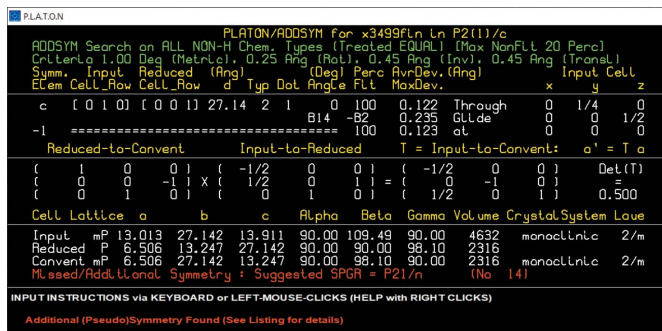 P.L.A.T.O.N
PLATON/ADDSYM for x3499fin in P2(1)/c
ADDSYM Search on ALL NON-H Chem. Types (Treated EQUAL) [Max NonFit 20 Perc]
Criteria 1.00 Deg (Metric), 0.25 Ang (Rot), 0.45 Ang (Inv), 0.45 Ang (Transl)
Symm. Input Reduced (Ang) (Deg) Perc AvrDev.(Ang) Input Cell
Elem Cell_Row Cell_Row d Typ Dot Angle Fit MaxDev. x y z
c [ 0 1 0] [ 0 0 1] 27.14 2 1 0 100 0.122 Through 0 1/4 0
B14 -B2 0.235 Glide 0 0 1/2
-1 ================================ 100 0.123 at 0 0 0
Reduced-to-Convent Input-to-Reduced T = Input-to-Convent: a' = T a
( 1 0 0 ) ( -1/2 0 0 ) ( -1/2 0 0 ) Det(T)
( 0 0 -1 ) X ( 1/2 0 1 ) = ( 0 -1 0 ) =
( 0 1 0 ) ( 0 1 0 ) ( 1/2 0 1 ) 0.500
Cell Lattice a b c Alpha Beta Gamma Volume CrystalSystem Laue
Input mP 13.013 27.142 13.911 90.00 109.49 90.00 4632 monoclinic 2/m
Reduced P 6.506 13.247 27.142 90.00 90.00 98.10 2316
Convent mP 6.506 27.142 13.247 90.00 98.10 90.00 2316 monoclinic 2/m
Missed/Additional Symmetry : Suggested SPGR = P21/n (No 14)
INPUT INSTRUCTIONS via KEYBOARD or LEFT-MOUSE-CLICKS (HELP with RIGHT CLICKS)
Additional (Pseudo)Symmetry Found (See Listing for details)